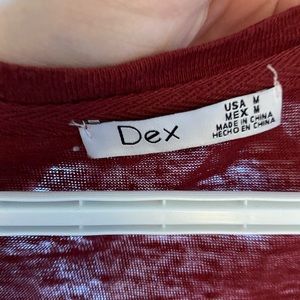 Dex
USA M
MEX M
MADE IN CHINA
HECHO EN CHINA